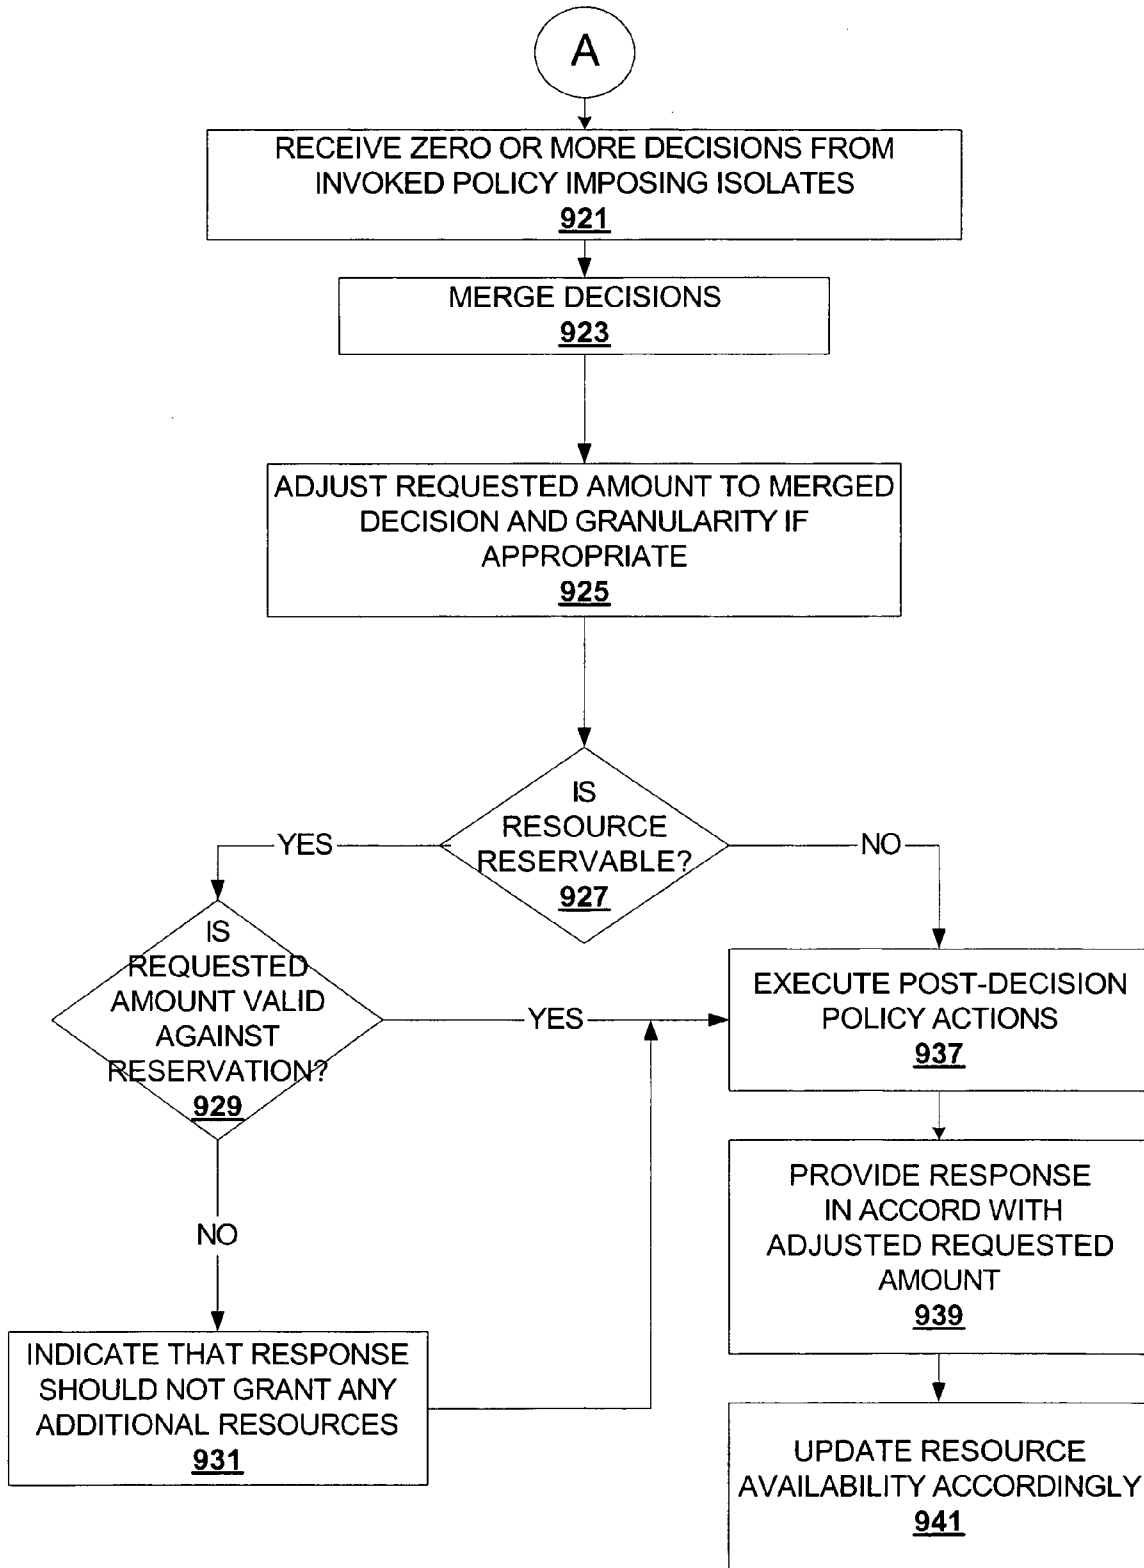 A
RECEIVE ZERO OR MORE DECISIONS FROM
INVOKED POLICY IMPOSING ISOLATES
921
MERGE DECISIONS
923
ADJUST REQUESTED AMOUNT TO MERGED
DECISION AND GRANULARITY IF
APPROPRIATE
925
IS
RESOURCE
RESERVABLE?
927
YES
NO
IS
REQUESTED
AMOUNT VALID
AGAINST
RESERVATION?
929
YES
NO
INDICATE THAT RESPONSE
SHOULD NOT GRANT ANY
ADDITIONAL RESOURCES
931
EXECUTE POST-DECISION
POLICY ACTIONS
937
PROVIDE RESPONSE
IN ACCORD WITH
ADJUSTED REQUESTED
AMOUNT
939
UPDATE RESOURCE
AVAILABILITY ACCORDINGLY
941